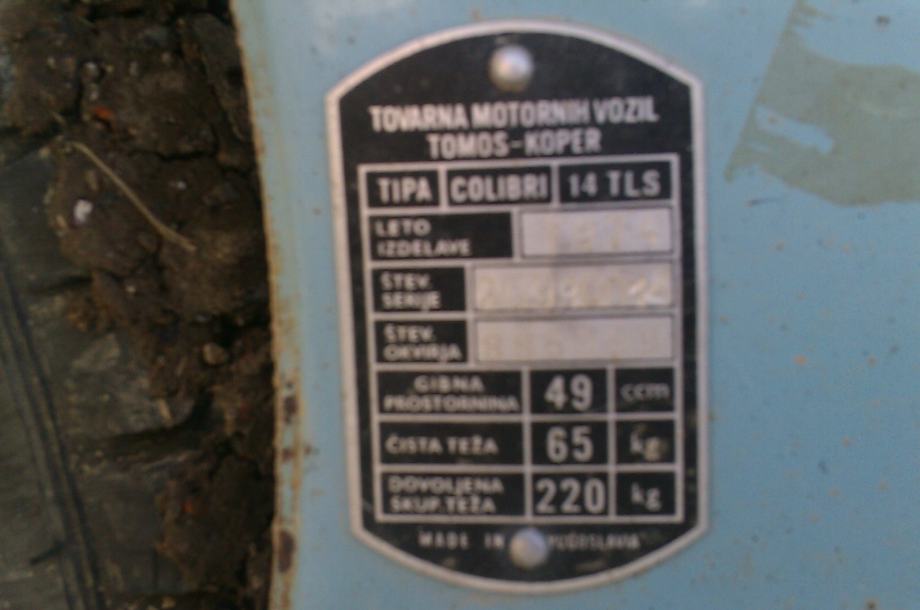 TOVARNA MOTORNIH VOZIL
TOMOS-KOPER
TIPA COLIBRI 14 TLS
LETO
IZDELAVE
ŠTEV.
SERIJE
ŠTEV.
OKVIRJA
GIBNA
PROSTORNINA 49 ccm
ČISTA TEŽA 65 kg
DOVOLJENA
SKUP. TEŽA 220 kg
MADE IN YUGOSLAVIA